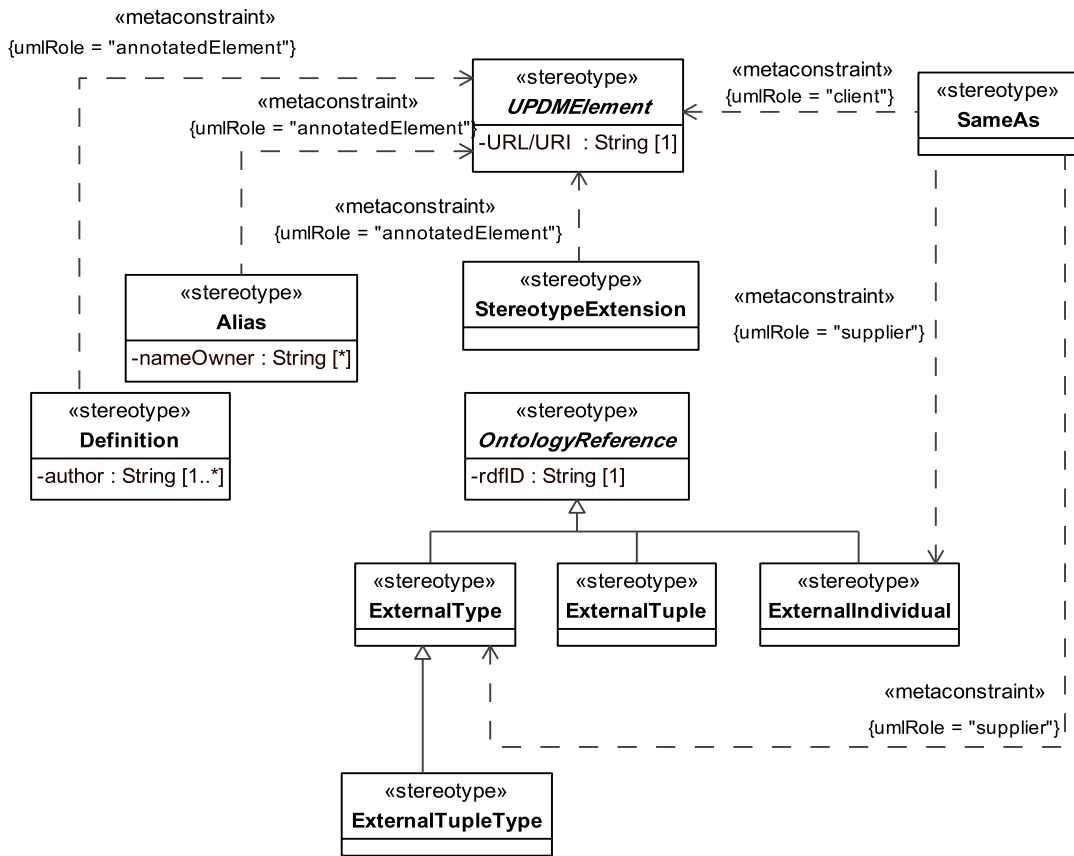 «metaconstraint»
{umlRole = "annotatedElement"}
«stereotype»
UPDMElement
-URL/URI : String [1]
«metaconstraint»
{umlRole = "client"}
«stereotype»
SameAs
«metaconstraint»
{umlRole = "annotatedElement"}
«metaconstraint»
{umlRole = "annotatedElement"}
«stereotype»
Alias
-nameOwner : String [*]
«stereotype»
StereotypeExtension
«metaconstraint»
{umlRole = "supplier"}
«stereotype»
Definition
-author : String [1..*]
«stereotype»
OntologyReference
-rdfID : String [1]
«stereotype»
ExternalType
«stereotype»
ExternalTuple
«stereotype»
ExternalIndividual
«metaconstraint»
{umlRole = "supplier"}
«stereotype»
ExternalTupleType